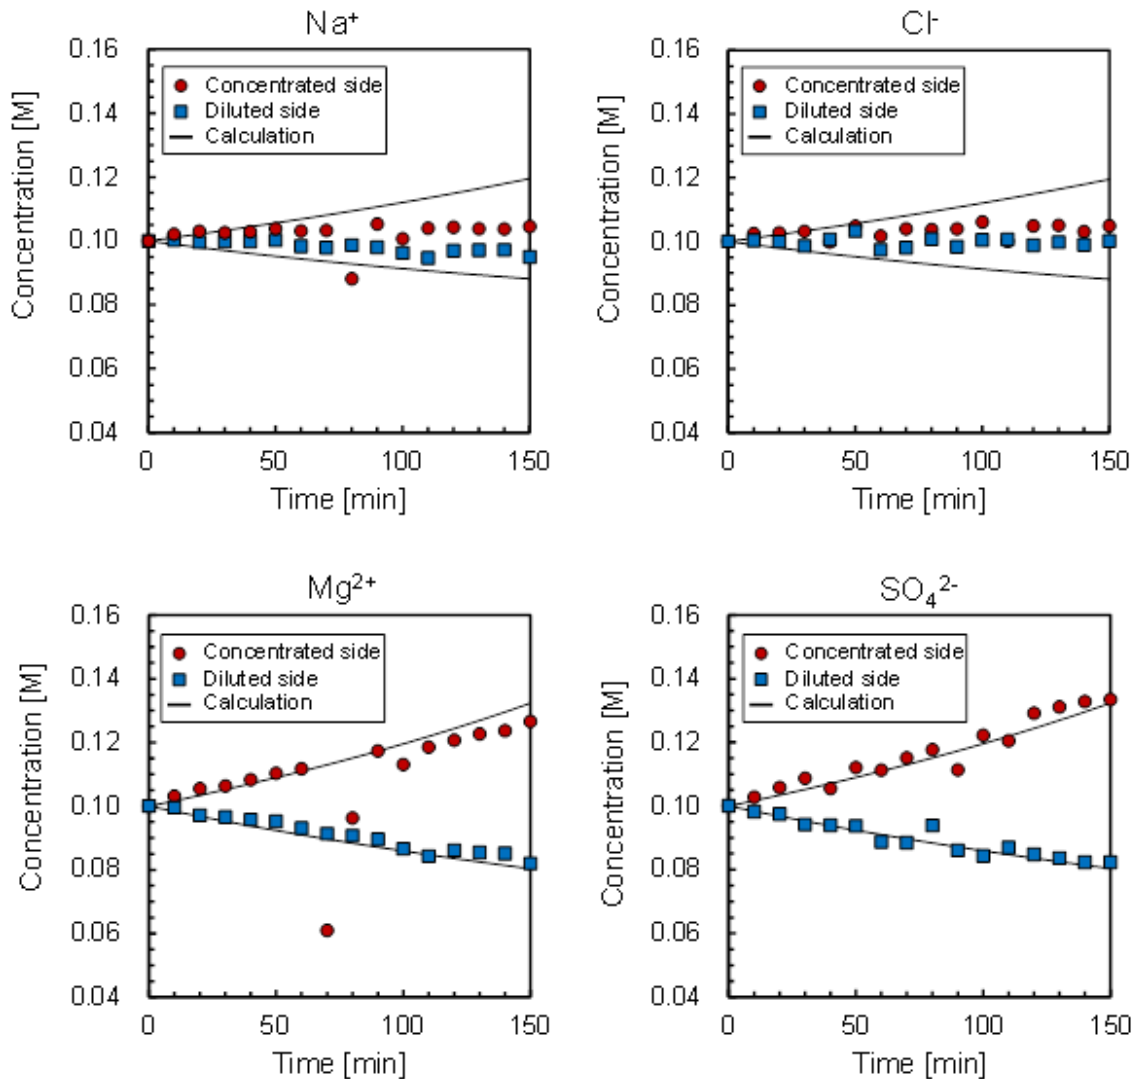 Na⁺
Concentration [M]
0.16
0.14
0.12
0.10
0.08
0.06
0.04
Concentrated side
Diluted side
Calculation
0 50 100 150
Time [min]
Cl⁻
Concentration [M]
0.16
0.14
0.12
0.10
0.08
0.06
0.04
Concentrated side
Diluted side
Calculation
0 50 100 150
Time [min]
Mg²⁺
Concentration [M]
0.16
0.14
0.12
0.10
0.08
0.06
0.04
Concentrated side
Diluted side
Calculation
0 50 100 150
Time [min]
SO₄²⁻
Concentration [M]
0.16
0.14
0.12
0.10
0.08
0.06
0.04
Concentrated side
Diluted side
Calculation
0 50 100 150
Time [min]